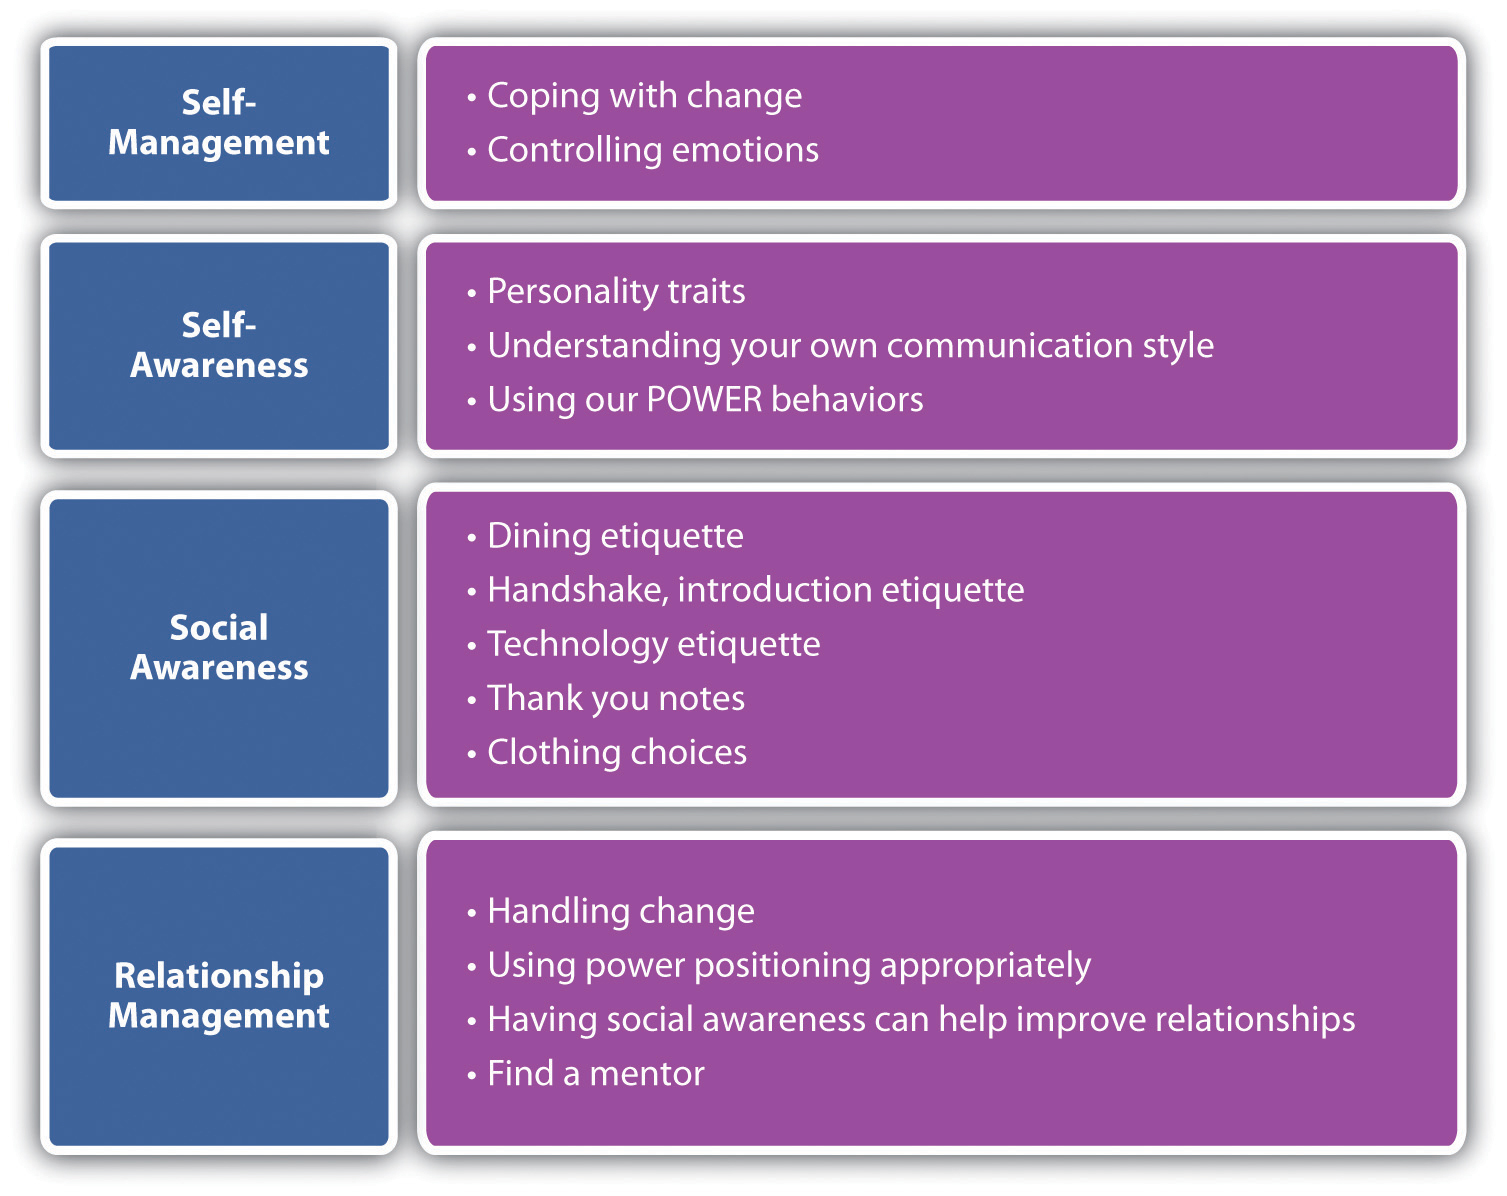 Self-
Management
• Coping with change
• Controlling emotions
Self-
Awareness
• Personality traits
• Understanding your own communication style
• Using our POWER behaviors
Social
Awareness
• Dining etiquette
• Handshake, introduction etiquette
• Technology etiquette
• Thank you notes
• Clothing choices
Relationship
Management
• Handling change
• Using power positioning appropriately
• Having social awareness can help improve relationships
• Find a mentor